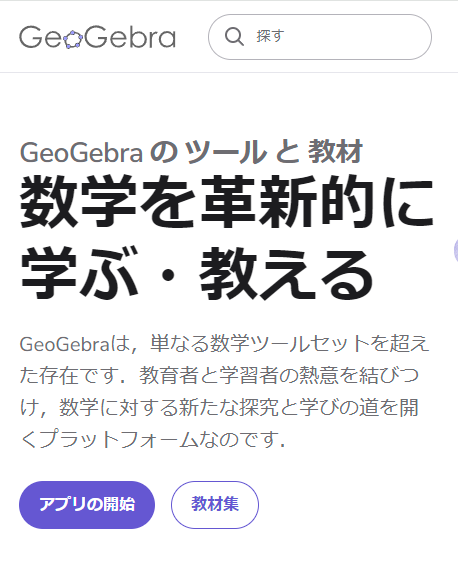 GeoGebra
探す
GeoGebra の ツール と 教材
数学を革新的に
学ぶ・教える
GeoGebraは，単なる数学ツールセットを超え
た存在です．教育者と学習者の熱意を結びつ
け，数学に対する新たな探究と学びの道を開
くプラットフォームなのです．
アプリの開始
教材集